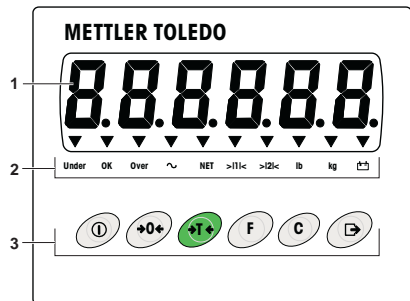 METTLER TOLEDO
1
8.8.8.8.8.8.
2
Under OK Over ~ NET >|1|< >|2|< lb kg
3
→0← →T← F C